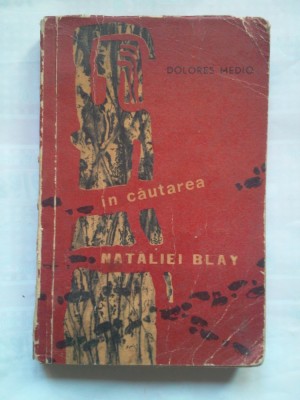 DOLORES MEDIO
în căutarea
NATALIEI BLAY